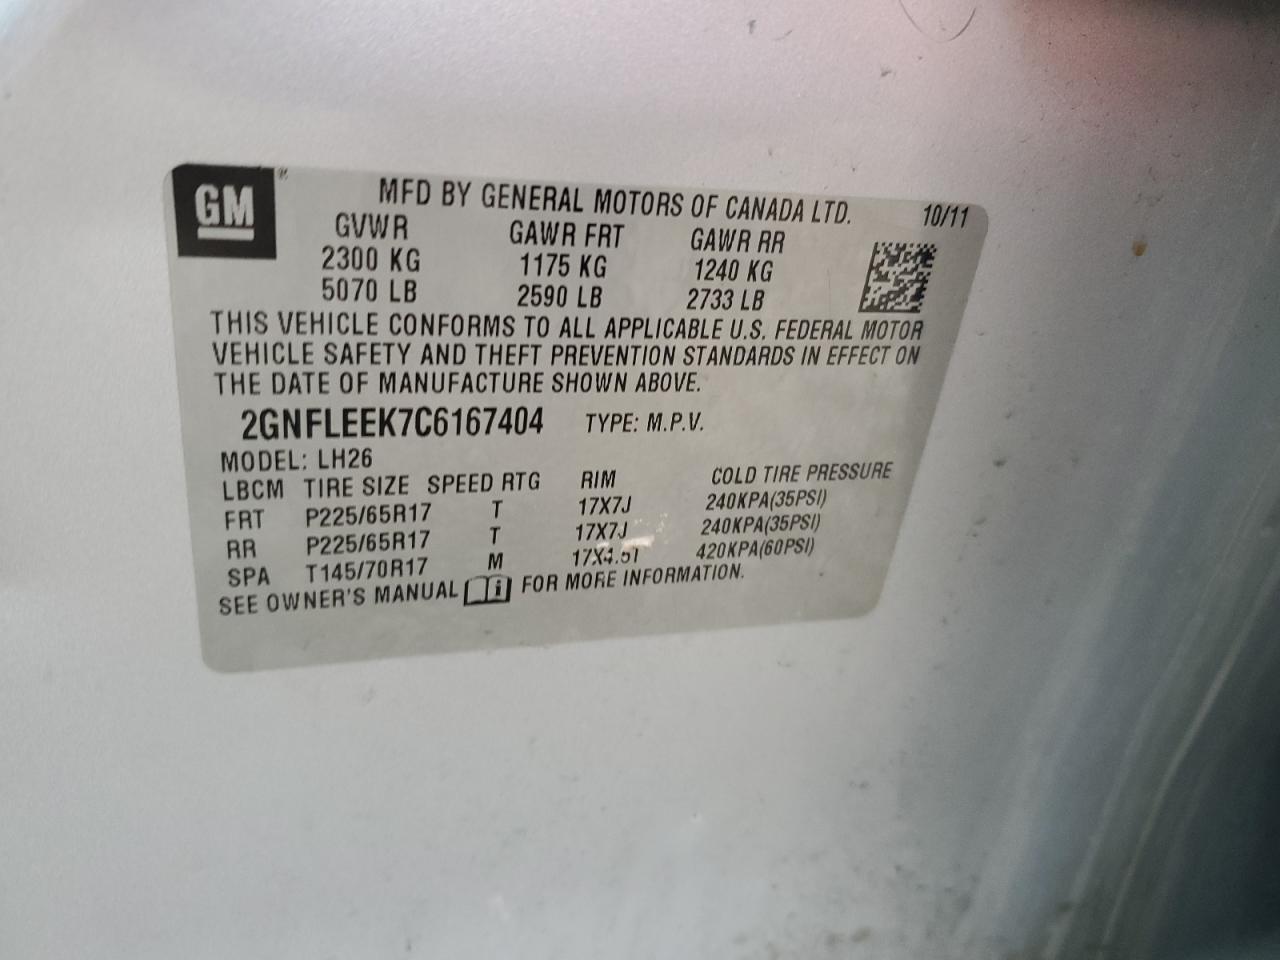 GM®
MFD BY GENERAL MOTORS OF CANADA LTD. 10/11
GVWR GAWR FRT GAWR RR
2300 KG 1175 KG 1240 KG
5070 LB 2590 LB 2733 LB
THIS VEHICLE CONFORMS TO ALL APPLICABLE U.S. FEDERAL MOTOR
VEHICLE SAFETY AND THEFT PREVENTION STANDARDS IN EFFECT ON
THE DATE OF MANUFACTURE SHOWN ABOVE.
2GNFLEEK7C6167404 TYPE: M.P.V.
MODEL: LH26
LBCM TIRE SIZE SPEED RTG RIM COLD TIRE PRESSURE
FRT P225/65R17 T 17X7J 240KPA(35PSI)
RR P225/65R17 T 17X7J 240KPA(35PSI)
SPA T145/70R17 M 17X4.5T 420KPA(60PSI)
SEE OWNER'S MANUAL i FOR MORE INFORMATION.